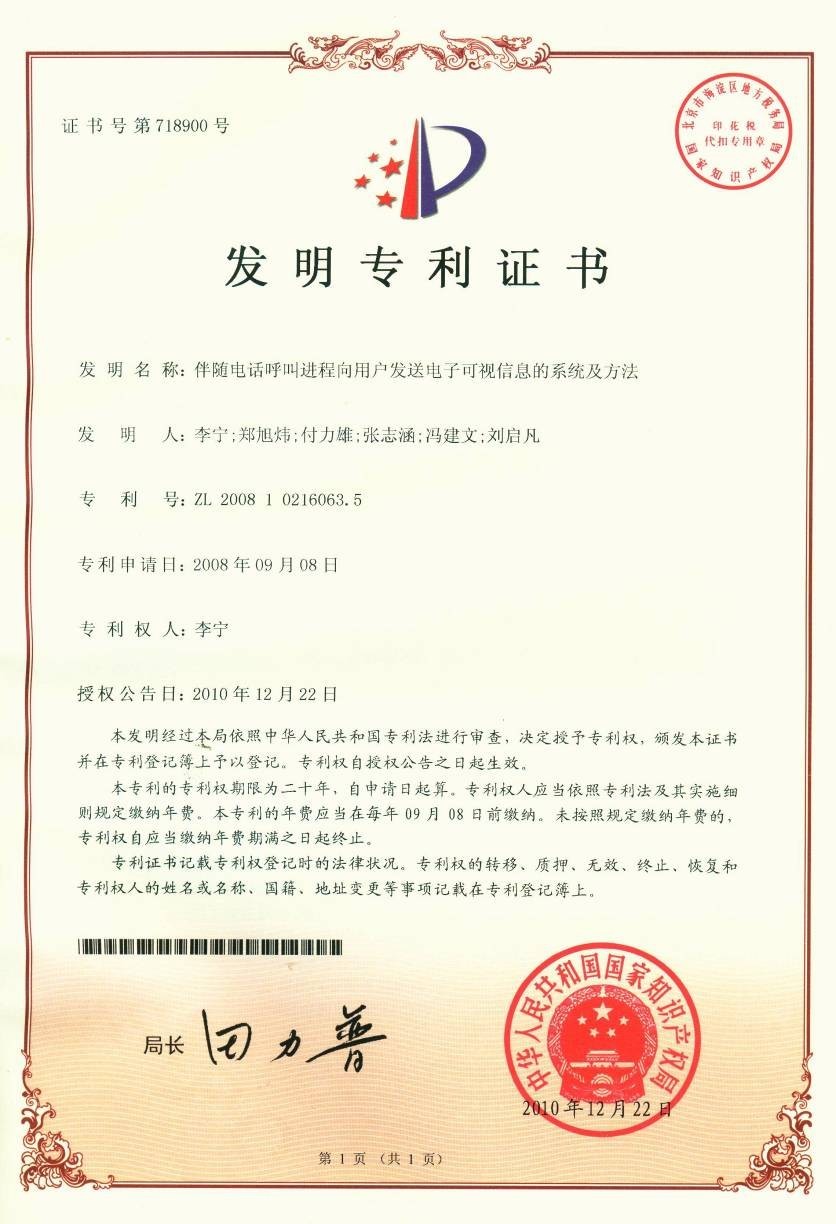 证书号第718900号
北京市海淀区地方税务局
印花税
代扣专用章
国家知识产权局
发明专利证书
发明名称：伴随电话呼叫进程向用户发送电子可视信息的系统及方法
发明人：李宁;郑旭炜;付力雄;张志涵;冯建文;刘启凡
专利号：ZL 2008 1 0216063.5
专利申请日：2008年09月08日
专利权人：李宁
授权公告日：2010年12月22日
本发明经过本局依照中华人民共和国专利法进行审查，决定授予专利权，颁发本证书
并在专利登记簿上予以登记。专利权自授权公告之日起生效。
本专利的专利权期限为二十年，自申请日起算。专利权人应当依照专利法及其实施细
则规定缴纳年费。本专利的年费应当在每年09月08日前缴纳。未按照规定缴纳年费的，
专利权自应当缴纳年费期满之日起终止。
专利证书记载专利权登记时的法律状况。专利权的转移、质押、无效、终止、恢复和
专利权人的姓名或名称、国籍、地址变更等事项记载在专利登记簿上。
局长 田力普
中华人民共和国国家知识产权局
2010年12月22日
第1页（共1页）